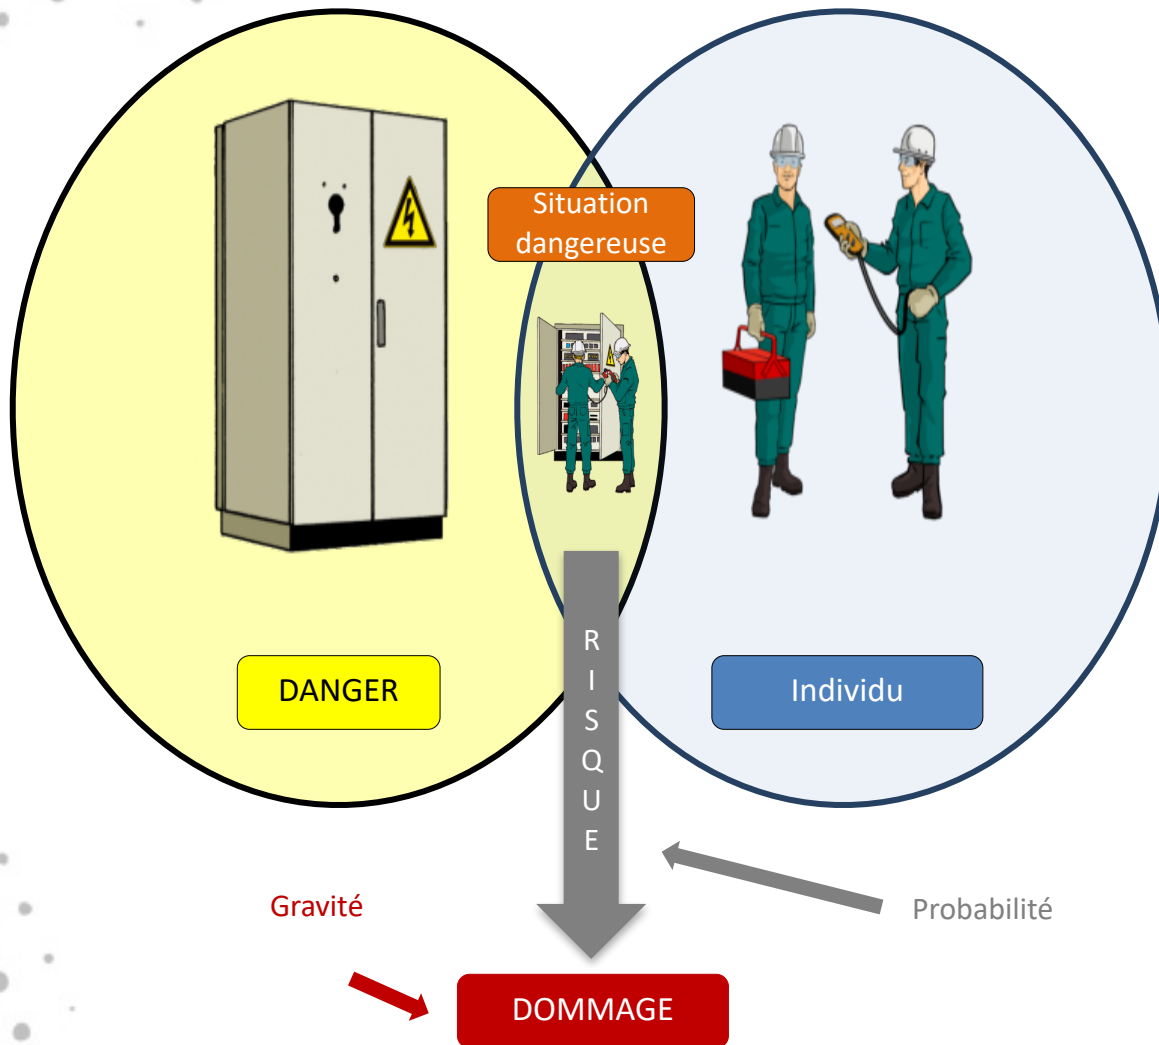 Situation
dangereuse
DANGER
Individu
R
I
S
Q
U
E
Gravité
Probabilité
DOMMAGE